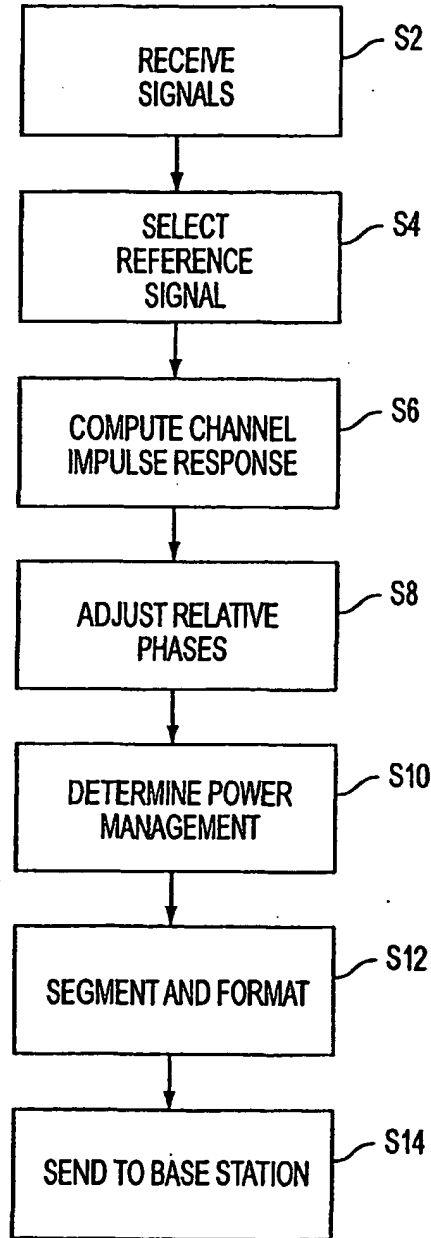 RECEIVE
SIGNALS
S2
SELECT
REFERENCE
SIGNAL
S4
COMPUTE CHANNEL
IMPULSE RESPONSE
S6
ADJUST RELATIVE
PHASES
S8
DETERMINE POWER
MANAGEMENT
S10
SEGMENT AND FORMAT
S12
SEND TO BASE STATION
S14